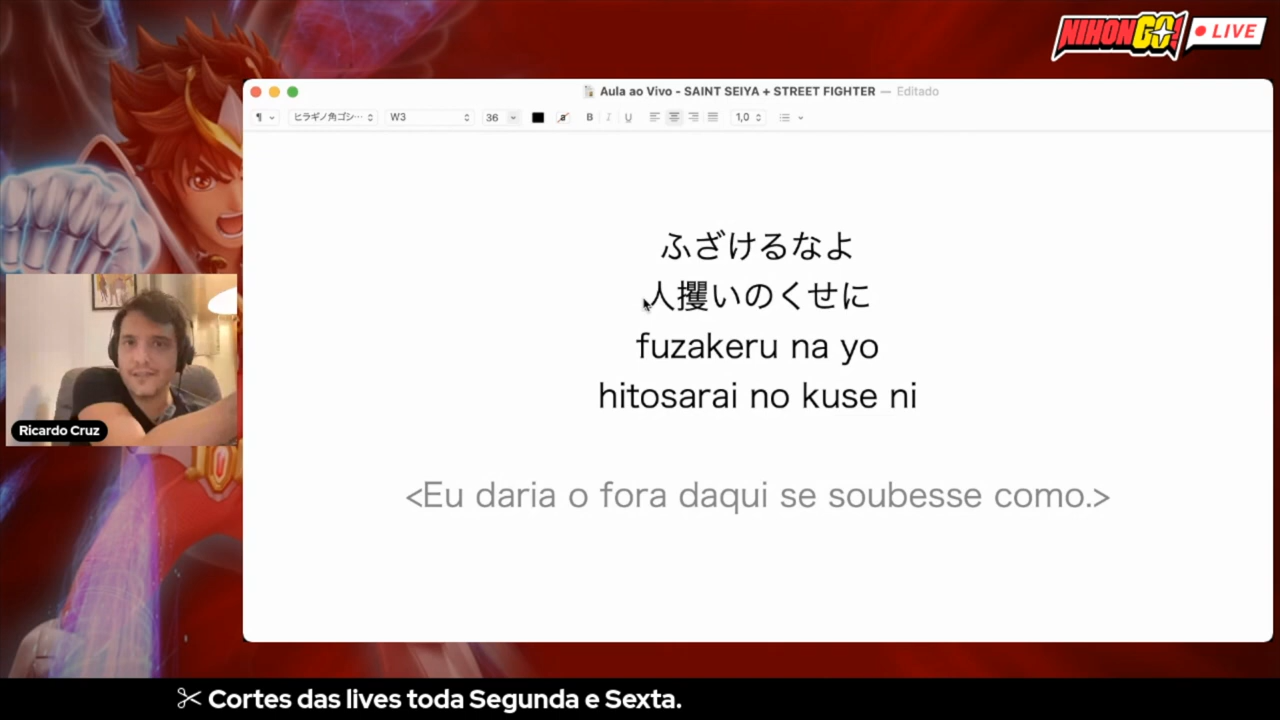 NIHONGO! LIVE
Aula ao Vivo - SAINT SEIYA + STREET FIGHTER — Editado
¶ ヒラギノ角ゴシ… W3 36 a B I U 1,0
ふざけるなよ
人攫いのくせに
fuzakeru na yo
hitosarai no kuse ni
Ricardo Cruz
<Eu daria o fora daqui se soubesse como.>
Cortes das lives toda Segunda e Sexta.